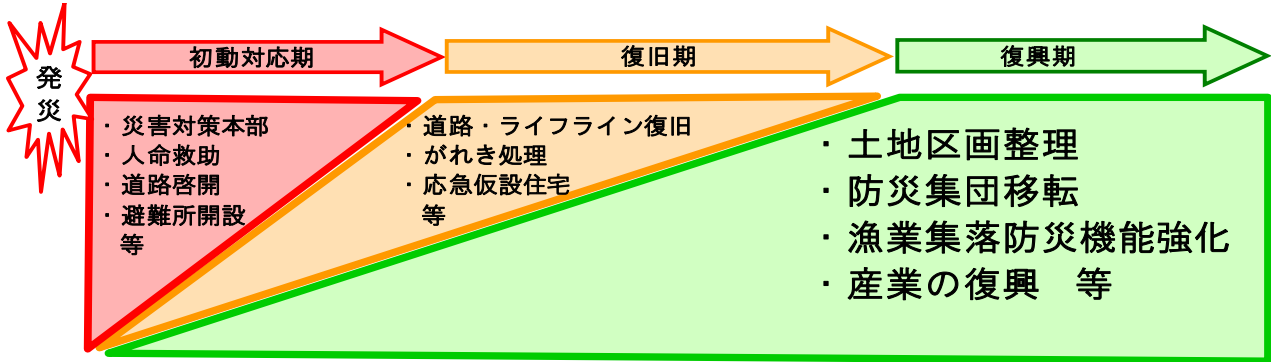 発
災
初動対応期
復旧期
復興期
・災害対策本部
・人命救助
・道路啓開
・避難所開設
等
・道路・ライフライン復旧
・がれき処理
・応急仮設住宅
等
・土地区画整理
・防災集団移転
・漁業集落防災機能強化
・産業の復興　等